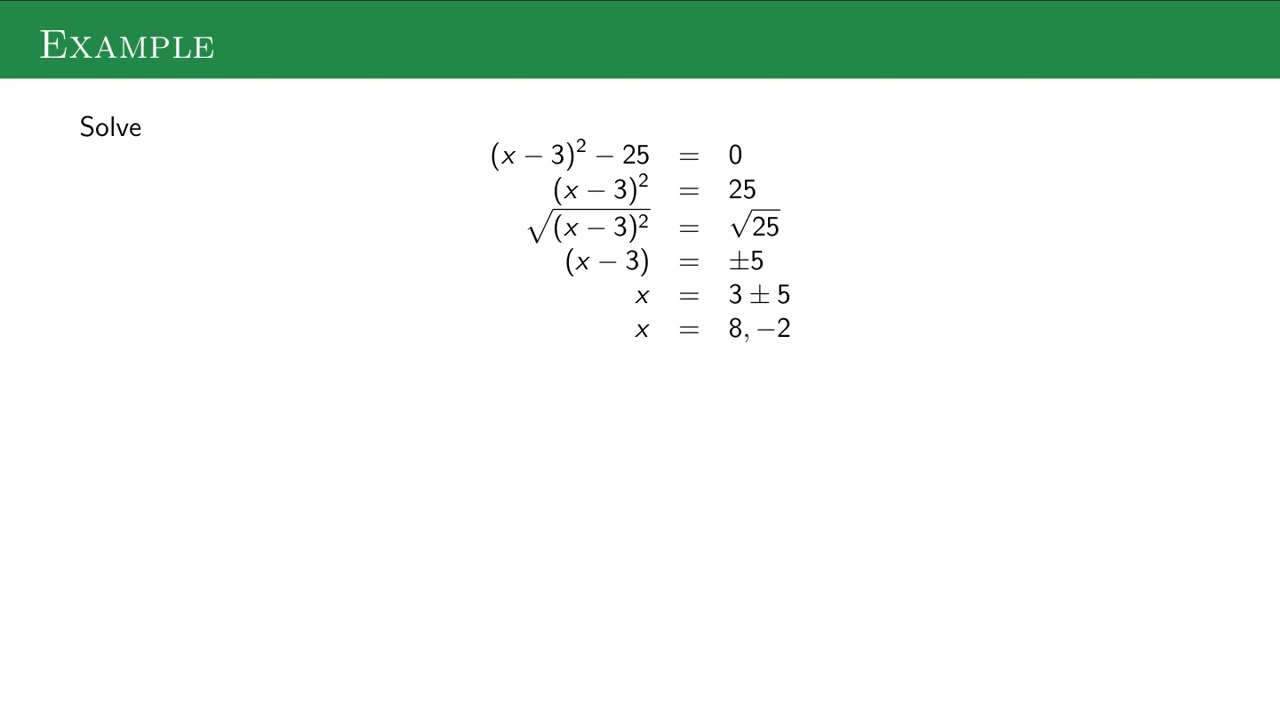 EXAMPLE
Solve
(x − 3)² − 25 = 0
(x − 3)² = 25
√(x − 3)² = √25
(x − 3) = ±5
x = 3 ± 5
x = 8, −2